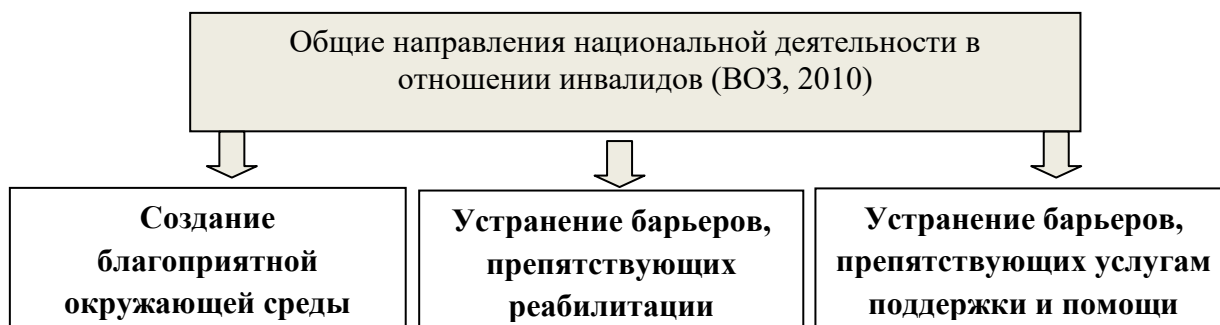 Общие направления национальной деятельности в
отношении инвалидов (ВОЗ, 2010)
Создание
благоприятной
окружающей среды
Устранение барьеров,
препятствующих
реабилитации
Устранение барьеров,
препятствующих услугам
поддержки и помощи